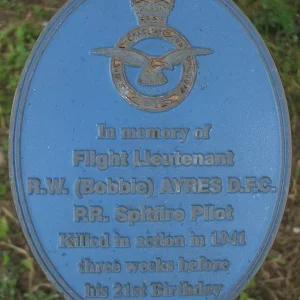 In memory of
Flight Lieutenant
R.W. (Bobbie) AYRES D.F.C.
P.R. Spitfire Pilot
Killed in action in 1941
three weeks before
his 21st Birthday